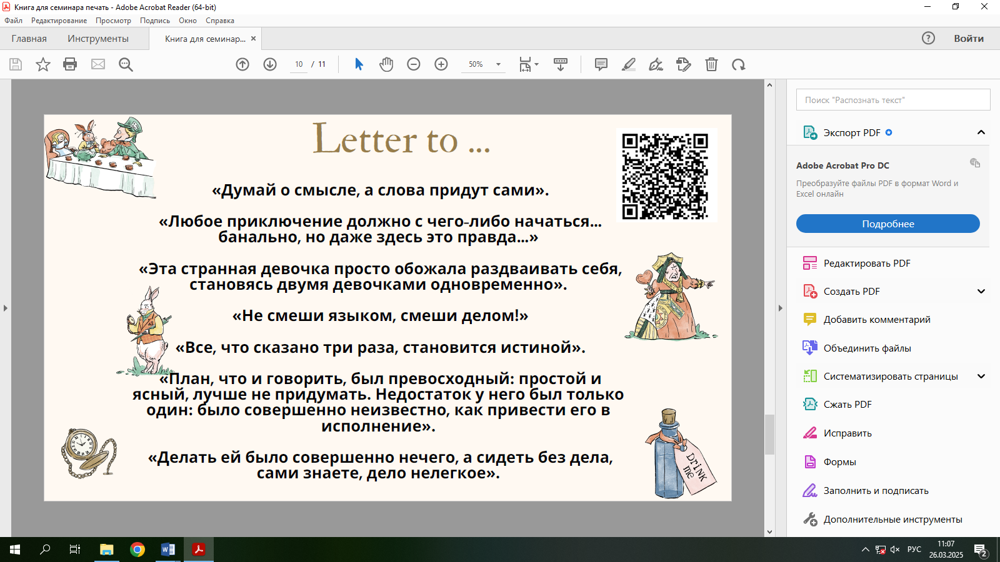 Книга для семинара печать - Adobe Acrobat Reader (64-bit)
Файл Редактирование Просмотр Подпись Окно Справка
Главная Инструменты Книга для семинар... × Войти
10 / 11 50%
Поиск "Распознать текст"
Экспорт PDF
Adobe Acrobat Pro DC
Преобразуйте файлы PDF в формат Word и
Excel онлайн
Подробнее
Редактировать PDF
Создать PDF
Добавить комментарий
Объединить файлы
Систематизировать страницы
Сжать PDF
Исправить
Формы
Заполнить и подписать
Дополнительные инструменты
Letter to ...
«Думай о смысле, а слова придут сами».
«Любое приключение должно с чего-либо начаться...
банально, но даже здесь это правда...»
«Эта странная девочка просто обожала раздваивать себя,
становясь двумя девочками одновременно».
«Не смеши языком, смеши делом!»
«Все, что сказано три раза, становится истиной».
«План, что и говорить, был превосходный: простой и
ясный, лучше не придумать. Недостаток у него был только
один: было совершенно неизвестно, как привести его в
исполнение».
«Делать ей было совершенно нечего, а сидеть без дела,
сами знаете, дело нелегкое».
DRINK
me
РУС
11:07
26.03.2025
2